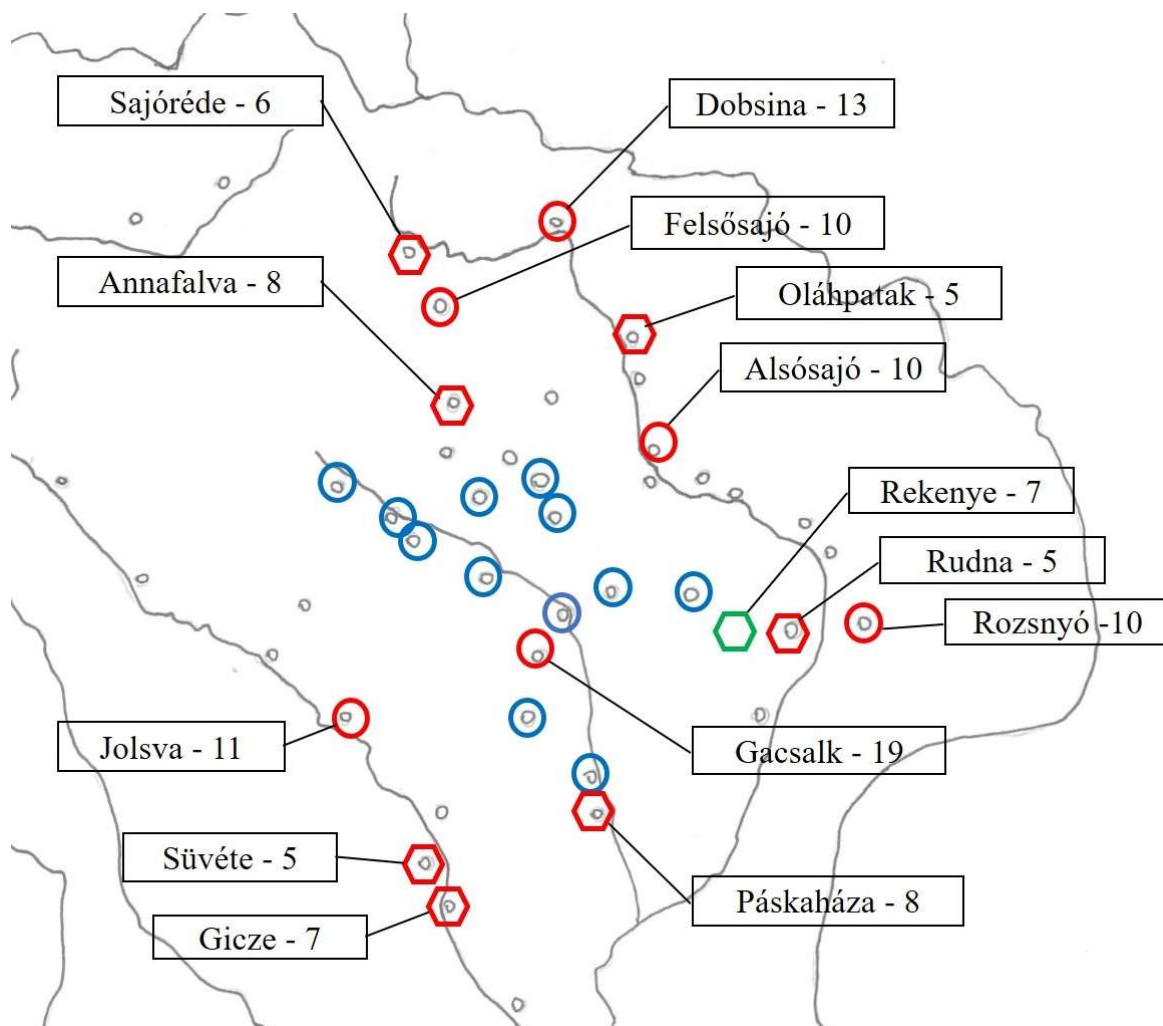 Sajóréde - 6
Dobsina - 13
Felsősajó - 10
Annafalva - 8
Oláhpatak - 5
Alsósajó - 10
Rekenye - 7
Rudna - 5
Rozsnyó -10
Jolsva - 11
Gacsalk - 19
Süvéte - 5
Páskaháza - 8
Gicze - 7